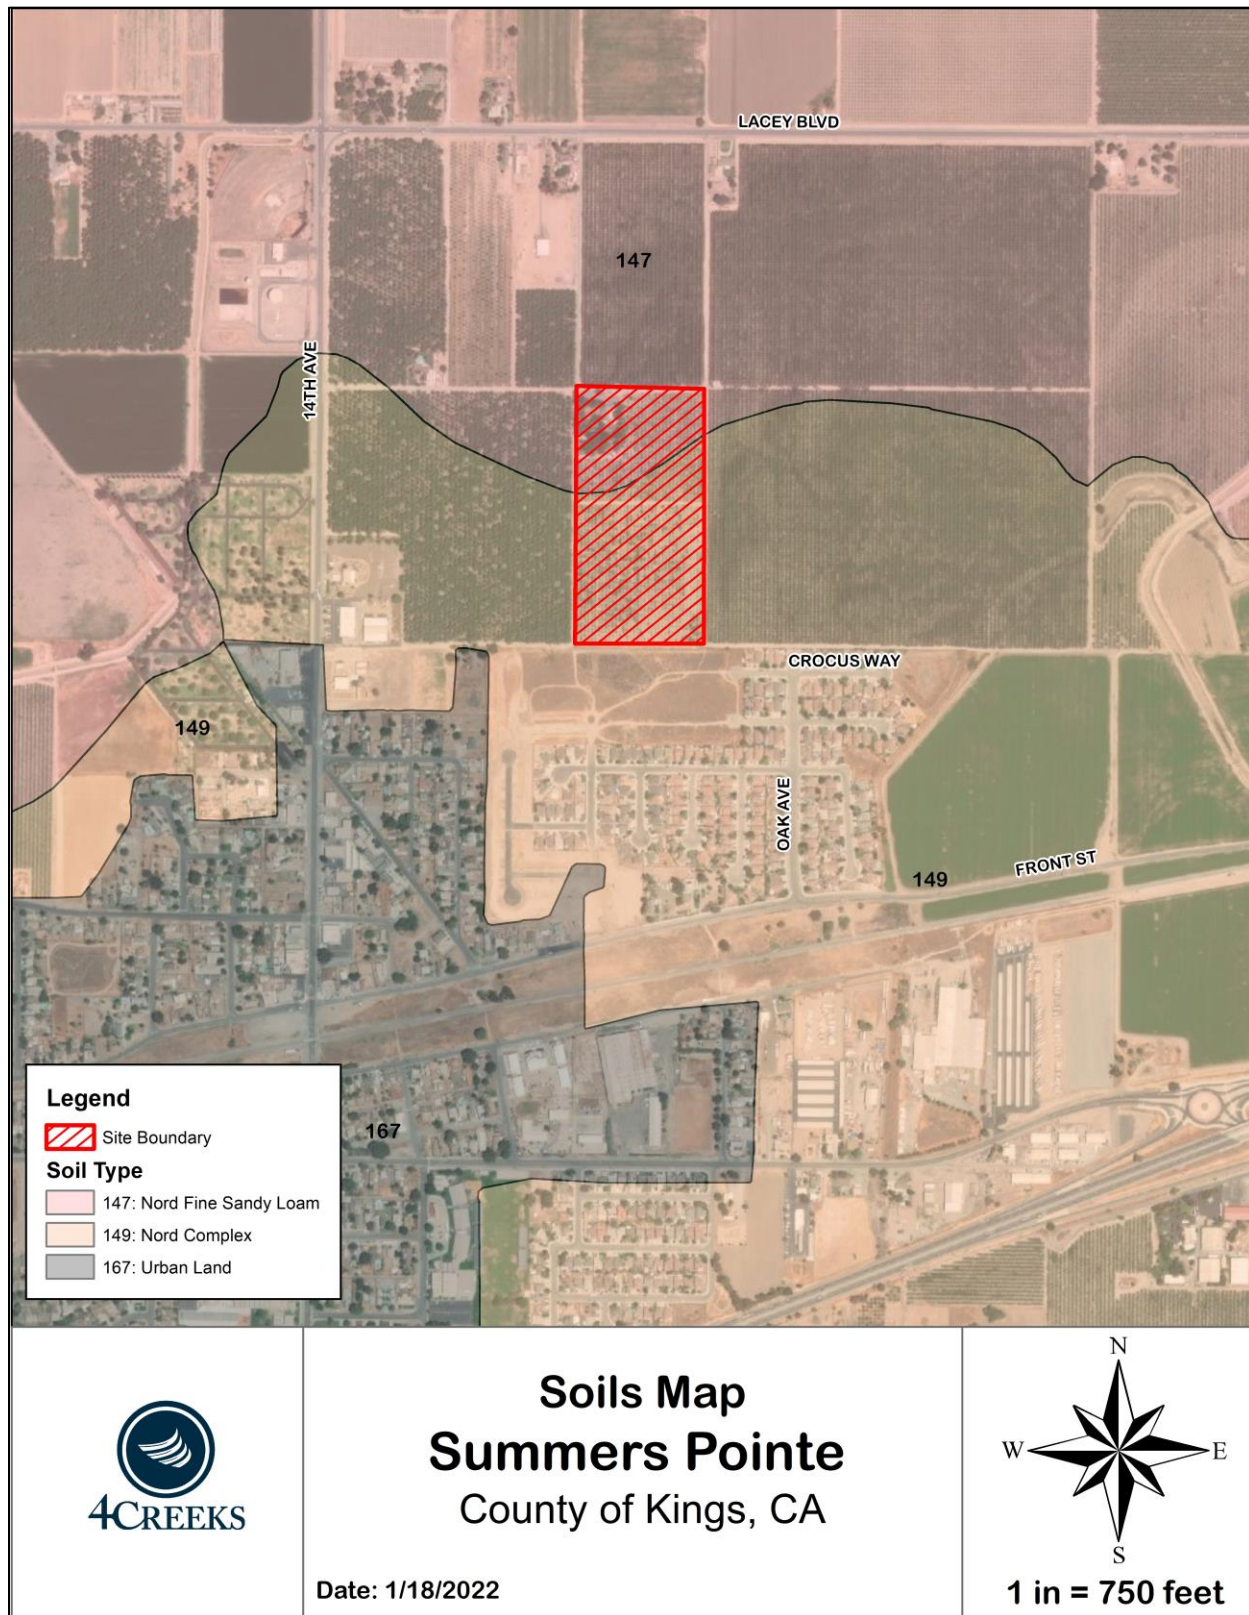 LACEY BLVD
147
14TH AVE
CROCUS WAY
149
OAK AVE
FRONT ST
149
167
Legend
Site Boundary
Soil Type
147: Nord Fine Sandy Loam
149: Nord Complex
167: Urban Land
4CREEKS
Soils Map
Summers Pointe
County of Kings, CA
Date: 1/18/2022
N
W E
S
1 in = 750 feet